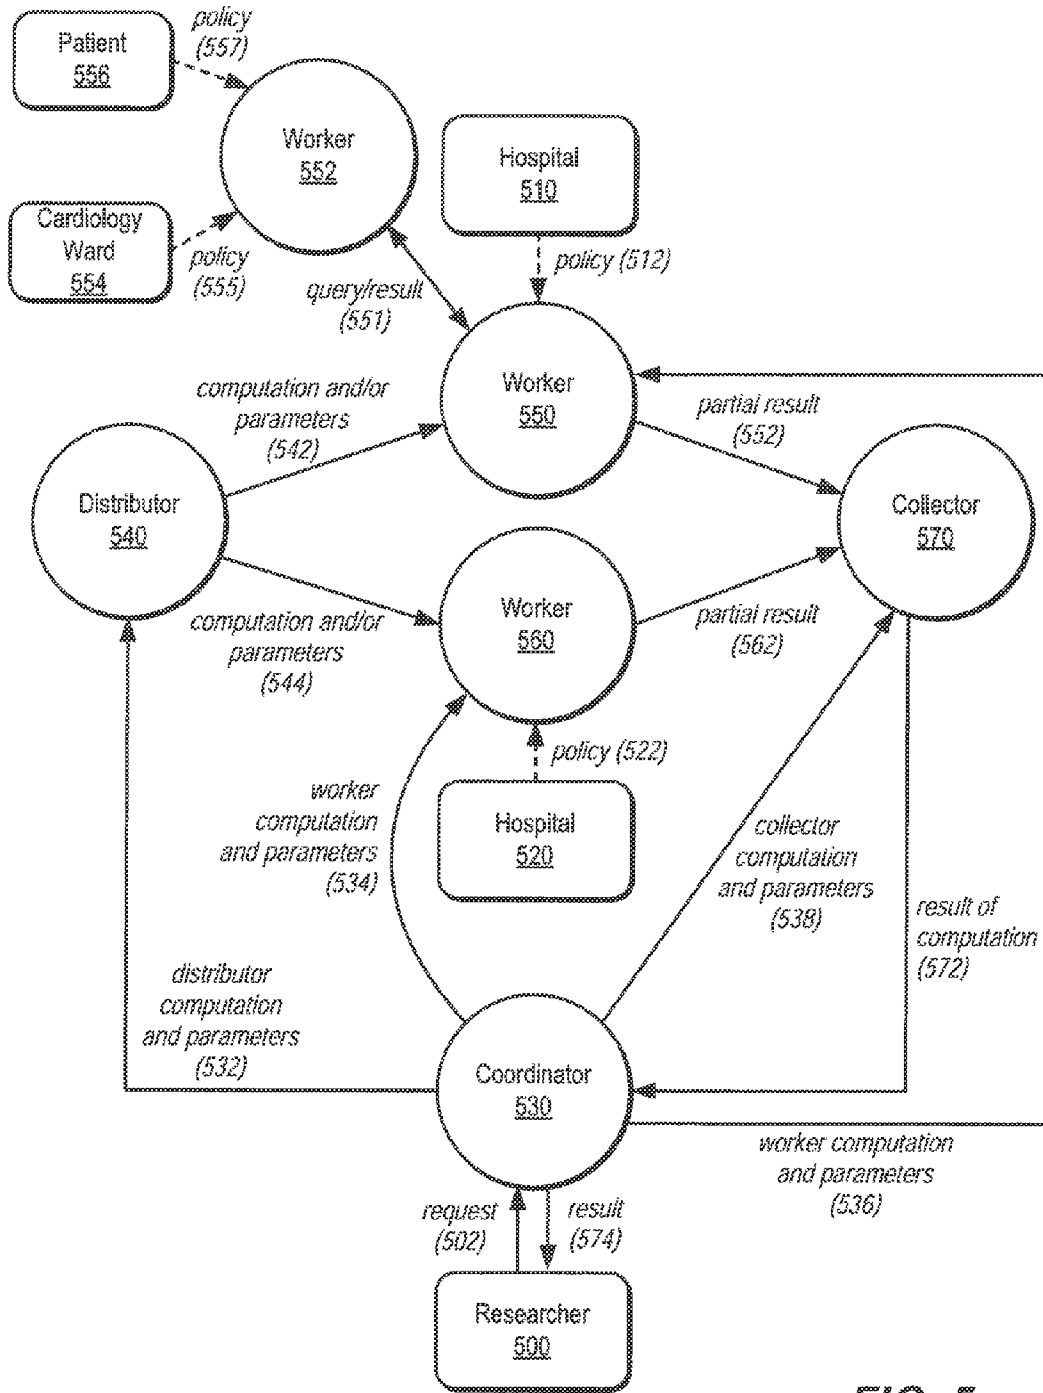 policy
(557)
Patient
556
Worker
552
Hospital
510
Cardiology
Ward
554
policy
(555)
policy (512)
query/result
(551)
computation and/or
parameters
(542)
Worker
550
partial result
(552)
Distributor
540
Collector
570
Worker
560
computation and/or
parameters
(544)
partial result
(562)
policy (522)
worker
computation
and parameters
(534)
Hospital
520
collector
computation
and parameters
(538)
result of
computation
(572)
distributor
computation
and parameters
(532)
Coordinator
530
worker computation
and parameters
(536)
request
(502)
result
(574)
Researcher
500